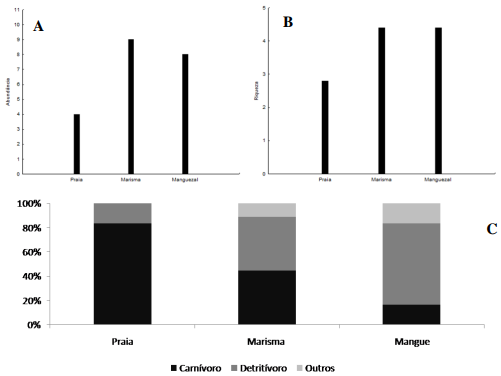 A
Abundância
11
10
9
8
7
6
5
4
3
2
1
0
Praia Marisma Manguezal
B
Riqueza
5
4
3
2
1
0
Praia Marisma Manguezal
C
100%
80%
60%
40%
20%
0%
Praia Marisma Mangue
Carnívoro Detritívoro Outros